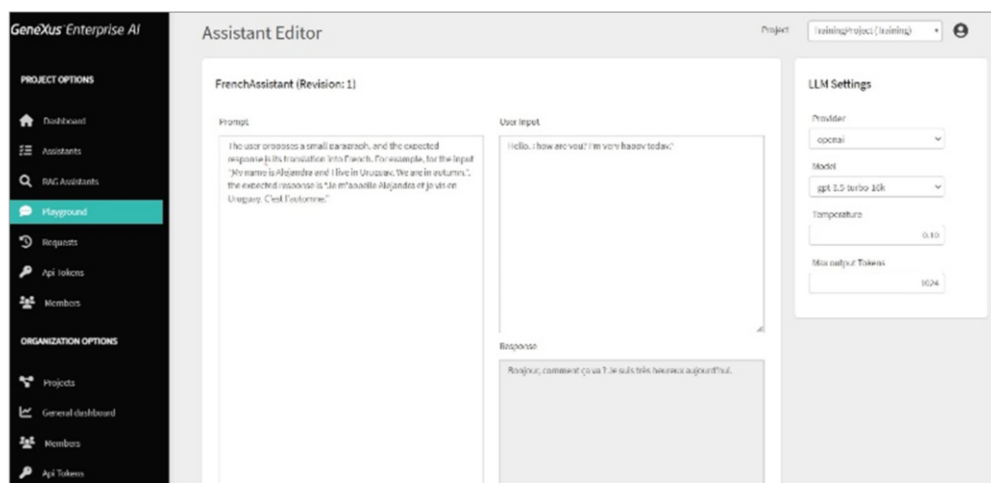 GeneXus Enterprise AI
Assistant Editor
Project
TrainingProject (Training)
PROJECT OPTIONS
Dashboard
Assistants
RAG Assistants
Playground
Requests
Api Tokens
Members
ORGANIZATION OPTIONS
Projects
General dashboard
Members
Api Tokens
FrenchAssistant (Revision: 1)
Prompt
The user proposes a small paragraph, and the expected
response is its translation into French. For example, for the input
"My name is Alejandra and I live in Uruguay. We are in autumn.",
the expected response is "Je m'appelle Alejandra et je vis en
Uruguay. C'est l'automne."
User Input
Hello, how are you? I'm very happy today."
Response
Bonjour, comment ça va ? Je suis très heureux aujourd'hui.
LLM Settings
Provider
openai
Model
gpt-3.5-turbo-16k
Temperature
0.10
Max output Tokens
1024